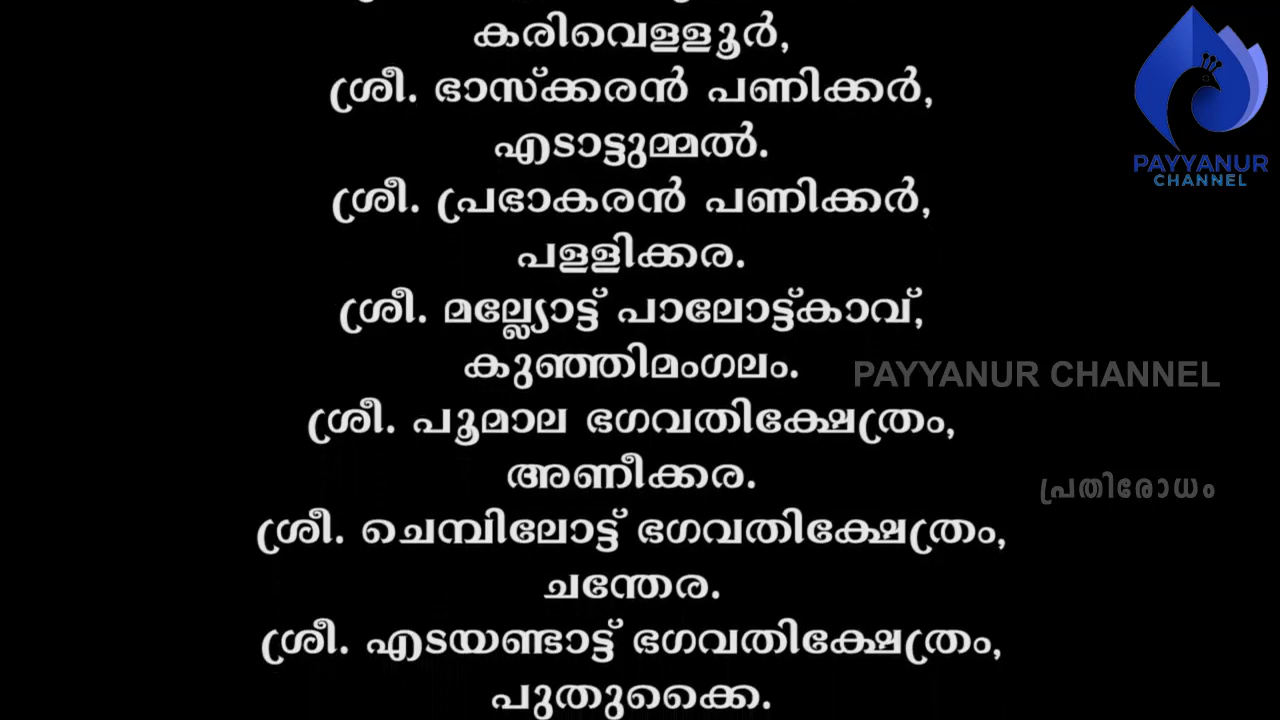 കരിവെള്ളൂർ,
ശ്രീ. ഭാസ്ക്കരൻ പണിക്കർ,
എടാട്ടുമ്മൽ.
ശ്രീ. പ്രഭാകരൻ പണിക്കർ,
പള്ളിക്കര.
ശ്രീ. മല്ല്യോട്ട് പാലോട്ട്കാവ്,
കുഞ്ഞിമംഗലം.
ശ്രീ. പൂമാല ഭഗവതിക്ഷേത്രം,
അണീക്കര.
ശ്രീ. ചെമ്പിലോട്ട് ഭഗവതിക്ഷേത്രം,
ചന്തേര.
ശ്രീ. എടയണ്ടാട്ട് ഭഗവതിക്ഷേത്രം,
പുതുക്കൈ.
PAYYANUR
CHANNEL
PAYYANUR CHANNEL
പ്രതിരോധം